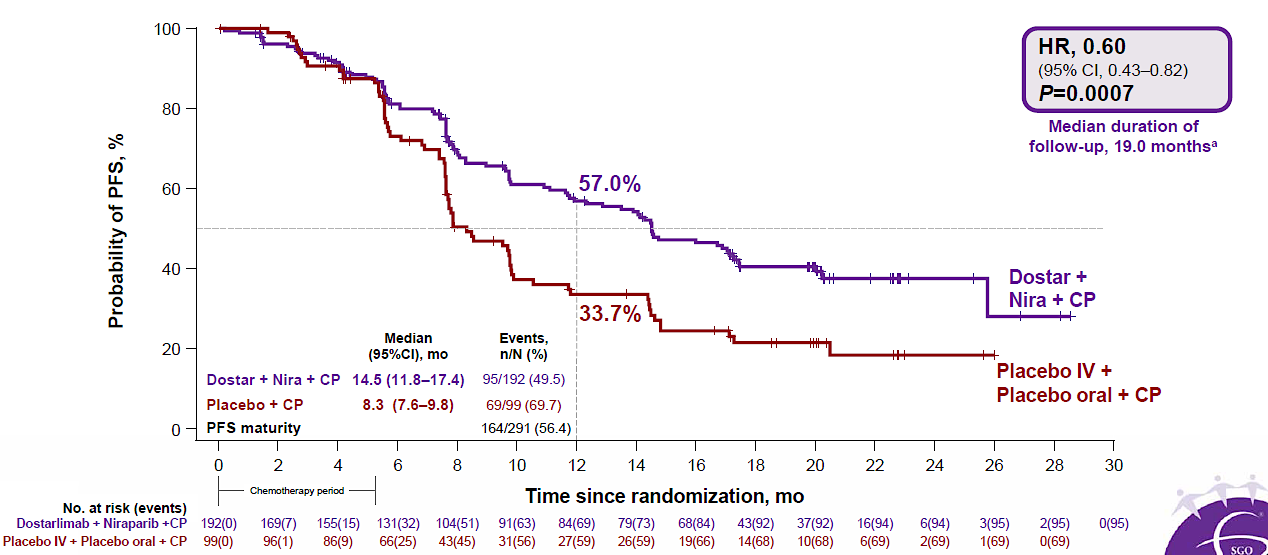 100
80
60
40
20
0
Probability of PFS, %
HR, 0.60
(95% CI, 0.43–0.82)
P=0.0007
Median duration of
follow-up, 19.0 monthsᵃ
57.0%
33.7%
Dostar +
Nira + CP
Placebo IV +
Placebo oral + CP
Median Events,
(95%CI), mo n/N (%)
Dostar + Nira + CP 14.5 (11.8–17.4) 95/192 (49.5)
Placebo + CP 8.3 (7.6–9.8) 69/99 (69.7)
PFS maturity 164/291 (56.4)
0 2 4 6 8 10 12 14 16 18 20 22 24 26 28 30
Chemotherapy period
Time since randomization, mo
No. at risk (events)
Dostarlimab + Niraparib +CP 192(0) 169(7) 155(15) 131(32) 104(51) 91(63) 84(69) 79(73) 68(84) 43(92) 37(92) 16(94) 6(94) 3(95) 2(95) 0(95)
Placebo IV + Placebo oral + CP 99(0) 96(1) 86(9) 66(25) 43(45) 31(56) 27(59) 26(59) 19(66) 14(68) 10(68) 6(69) 2(69) 1(69) 0(69)
SGO